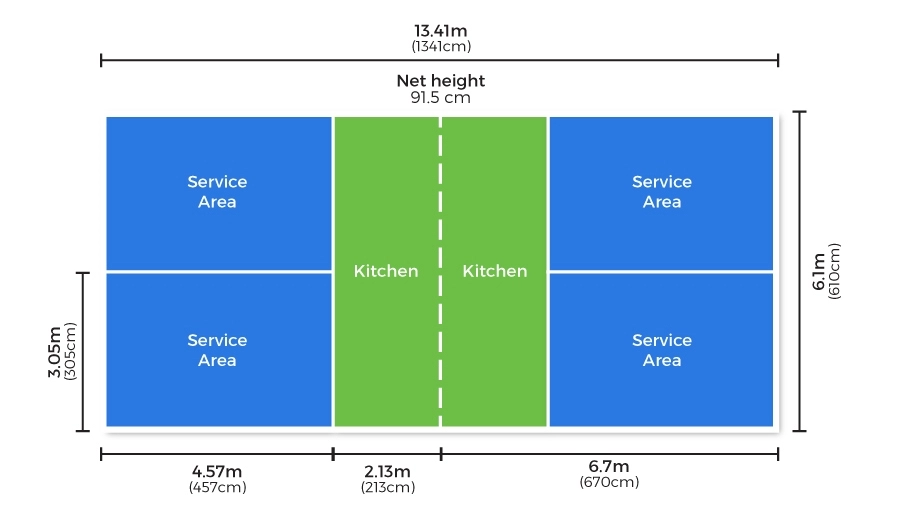 13.41m
(1341cm)
Net height
91.5 cm
Service
Area
Service
Area
Kitchen
Kitchen
6.1m
(610cm)
3.05m
(305cm)
Service
Area
Service
Area
4.57m
(457cm)
2.13m
(213cm)
6.7m
(670cm)